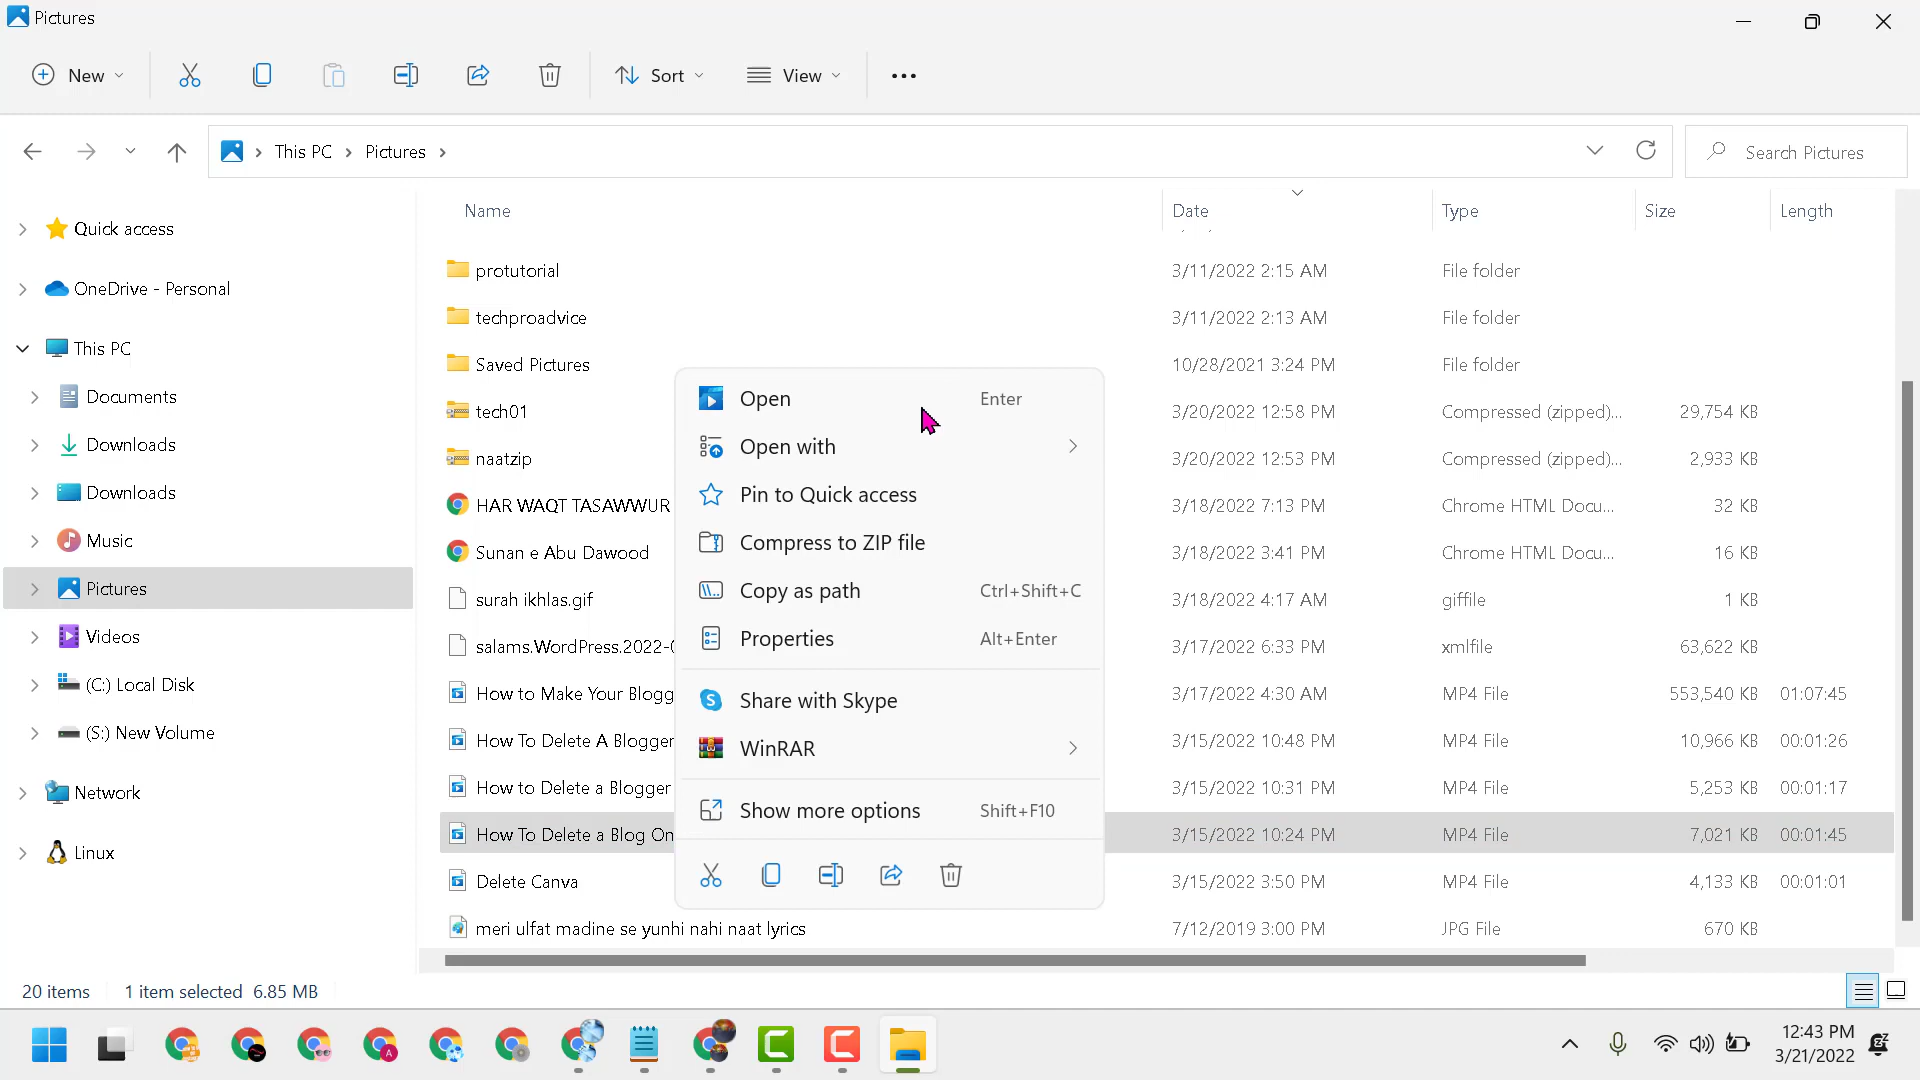 Pictures
New
Sort
View
This PC
Pictures
Search Pictures
Name
Date
Type
Size
Length
Quick access
OneDrive - Personal
This PC
Documents
Downloads
Downloads
Music
Pictures
Videos
(C:) Local Disk
(S:) New Volume
Network
Linux
protutorial 3/11/2022 2:15 AM File folder
techproadvice 3/11/2022 2:13 AM File folder
Saved Pictures 10/28/2021 3:24 PM File folder
tech01 3/20/2022 12:58 PM Compressed (zipped)... 29,754 KB
naatzip 3/20/2022 12:53 PM Compressed (zipped)... 2,933 KB
HAR WAQT TASAWWUR 3/18/2022 7:13 PM Chrome HTML Docu... 32 KB
Sunan e Abu Dawood 3/18/2022 3:41 PM Chrome HTML Docu... 16 KB
surah ikhlas.gif 3/18/2022 4:17 AM giffile 1 KB
salams.WordPress.2022- 3/17/2022 6:33 PM xmlfile 63,622 KB
How to Make Your Blogg 3/17/2022 4:30 AM MP4 File 553,540 KB 01:07:45
How To Delete A Blogger 3/15/2022 10:48 PM MP4 File 10,966 KB 00:01:26
How to Delete a Blogger 3/15/2022 10:31 PM MP4 File 5,253 KB 00:01:17
How To Delete a Blog On 3/15/2022 10:24 PM MP4 File 7,021 KB 00:01:45
Delete Canva 3/15/2022 3:50 PM MP4 File 4,133 KB 00:01:01
meri ulfat madine se yunhi nahi naat lyrics 7/12/2019 3:00 PM JPG File 670 KB
Open Enter
Open with
Pin to Quick access
Compress to ZIP file
Copy as path Ctrl+Shift+C
Properties Alt+Enter
Share with Skype
WinRAR
Show more options Shift+F10
20 items
1 item selected 6.85 MB
12:43 PM
3/21/2022